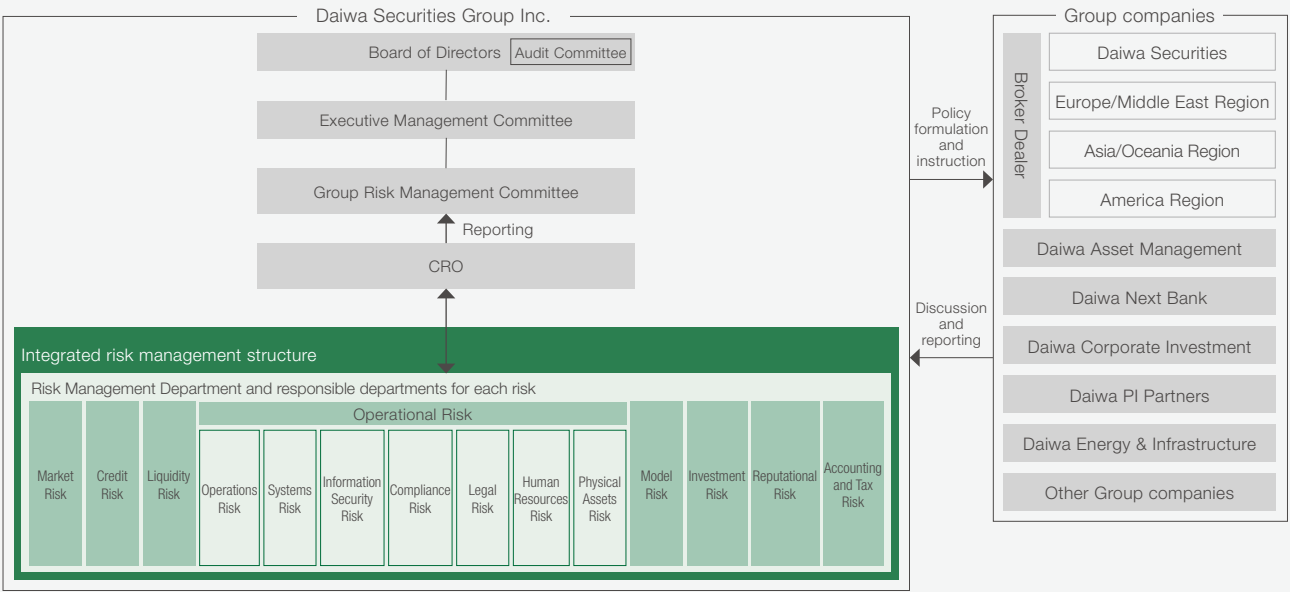 Daiwa Securities Group Inc.
Board of Directors
Audit Committee
Executive Management Committee
Group Risk Management Committee
Reporting
CRO
Integrated risk management structure
Risk Management Department and responsible departments for each risk
Market
Risk
Credit
Risk
Liquidity
Risk
Operational Risk
Operations
Risk
Systems
Risk
Information
Security
Risk
Compliance
Risk
Legal
Risk
Human
Resources
Risk
Physical
Assets
Risk
Model
Risk
Investment
Risk
Reputational
Risk
Accounting
and Tax
Risk
Policy
formulation
and
instruction
Discussion
and
reporting
Group companies
Broker Dealer
Daiwa Securities
Europe/Middle East Region
Asia/Oceania Region
America Region
Daiwa Asset Management
Daiwa Next Bank
Daiwa Corporate Investment
Daiwa PI Partners
Daiwa Energy & Infrastructure
Other Group companies